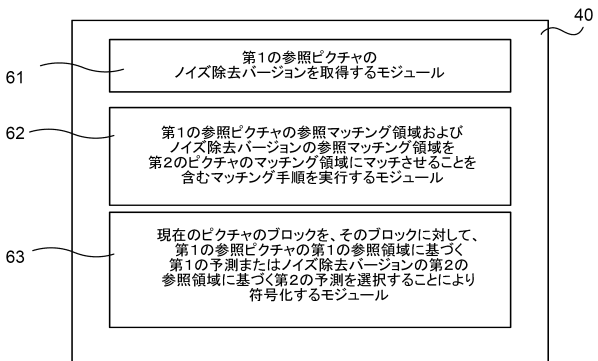 40
61
第１の参照ピクチャの
ノイズ除去バージョンを取得するモジュール
62
第１の参照ピクチャの参照マッチング領域および
ノイズ除去バージョンの参照マッチング領域を
第２のピクチャのマッチング領域にマッチさせることを
含むマッチング手順を実行するモジュール
63
現在のピクチャのブロックを、そのブロックに対して、
第１の参照ピクチャの第１の参照領域に基づく
第１の予測またはノイズ除去バージョンの第２の
参照領域に基づく第２の予測を選択することにより
符号化するモジュール